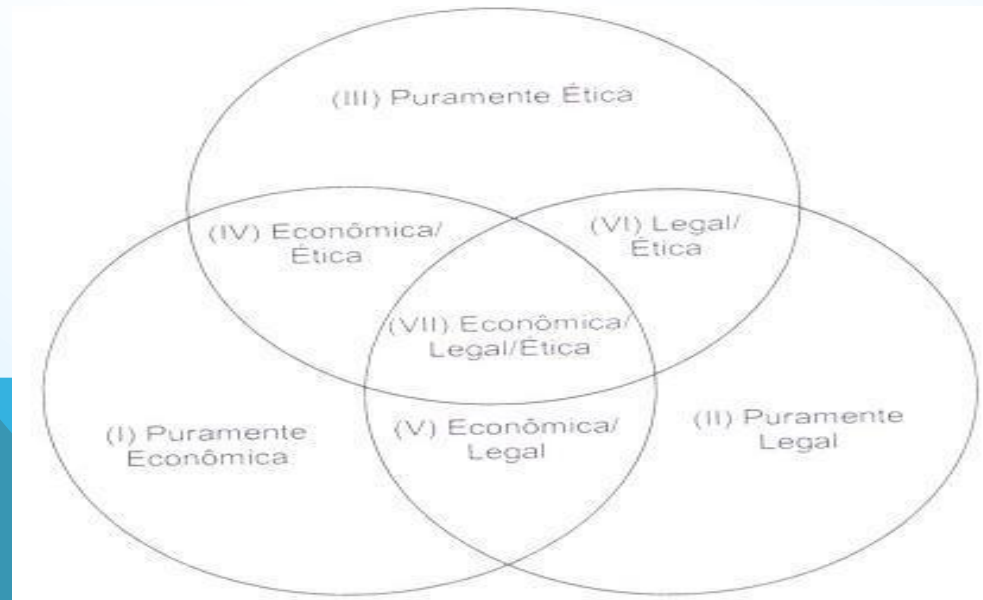 (III) Puramente Ética
(IV) Econômica/
Ética
(VI) Legal/
Ética
(VII) Econômica/
Legal/Ética
(I) Puramente
Econômica
(V) Econômica/
Legal
(II) Puramente
Legal